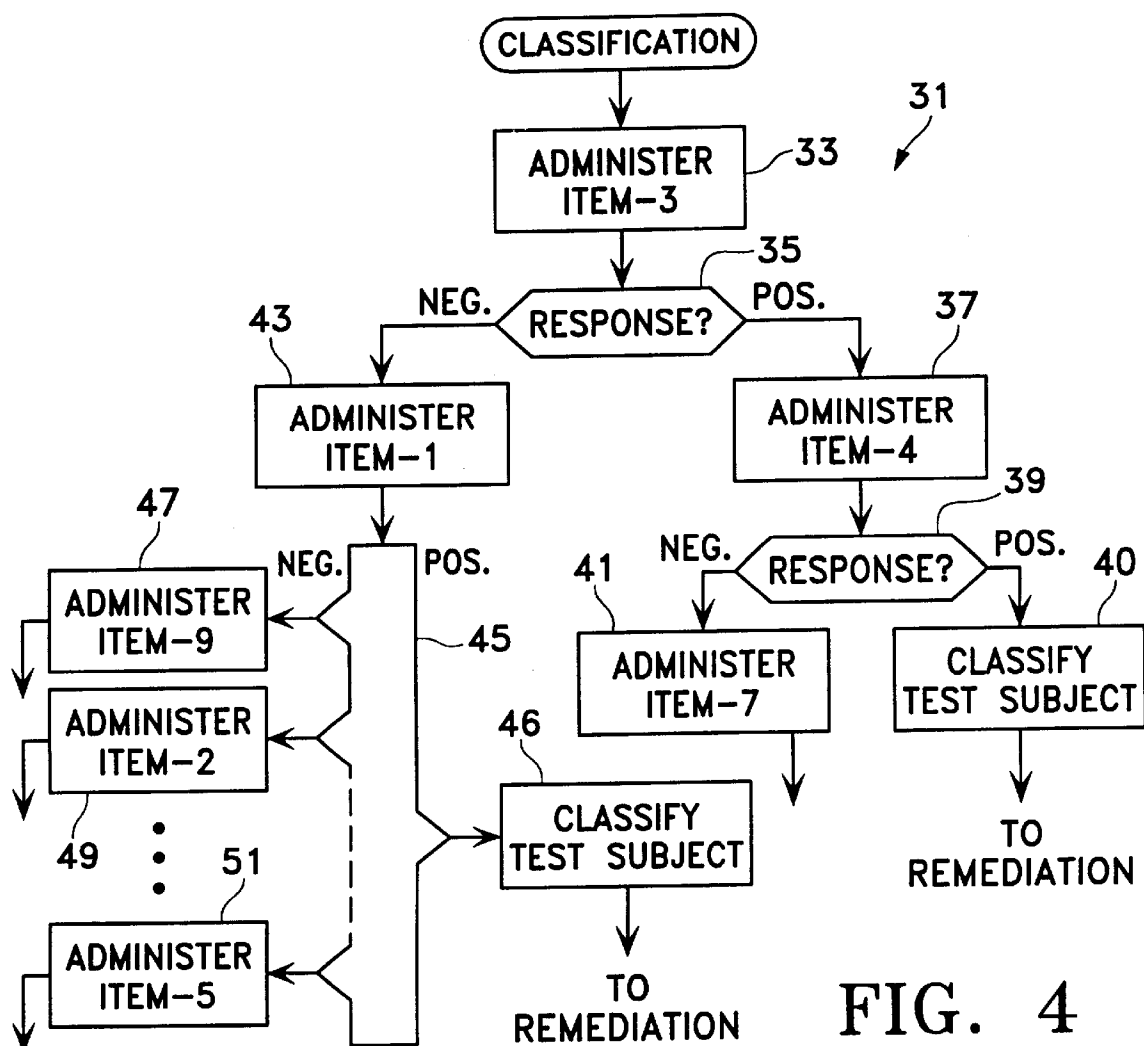 CLASSIFICATION
31
ADMINISTER
ITEM-3
33
35
NEG.
RESPONSE?
POS.
43
37
ADMINISTER
ITEM-1
ADMINISTER
ITEM-4
47
39
NEG.
POS.
NEG.
RESPONSE?
POS.
41
40
ADMINISTER
ITEM-9
45
ADMINISTER
ITEM-7
CLASSIFY
TEST SUBJECT
ADMINISTER
ITEM-2
46
49
CLASSIFY
TEST SUBJECT
TO
REMEDIATION
51
ADMINISTER
ITEM-5
TO
REMEDIATION
FIG. 4